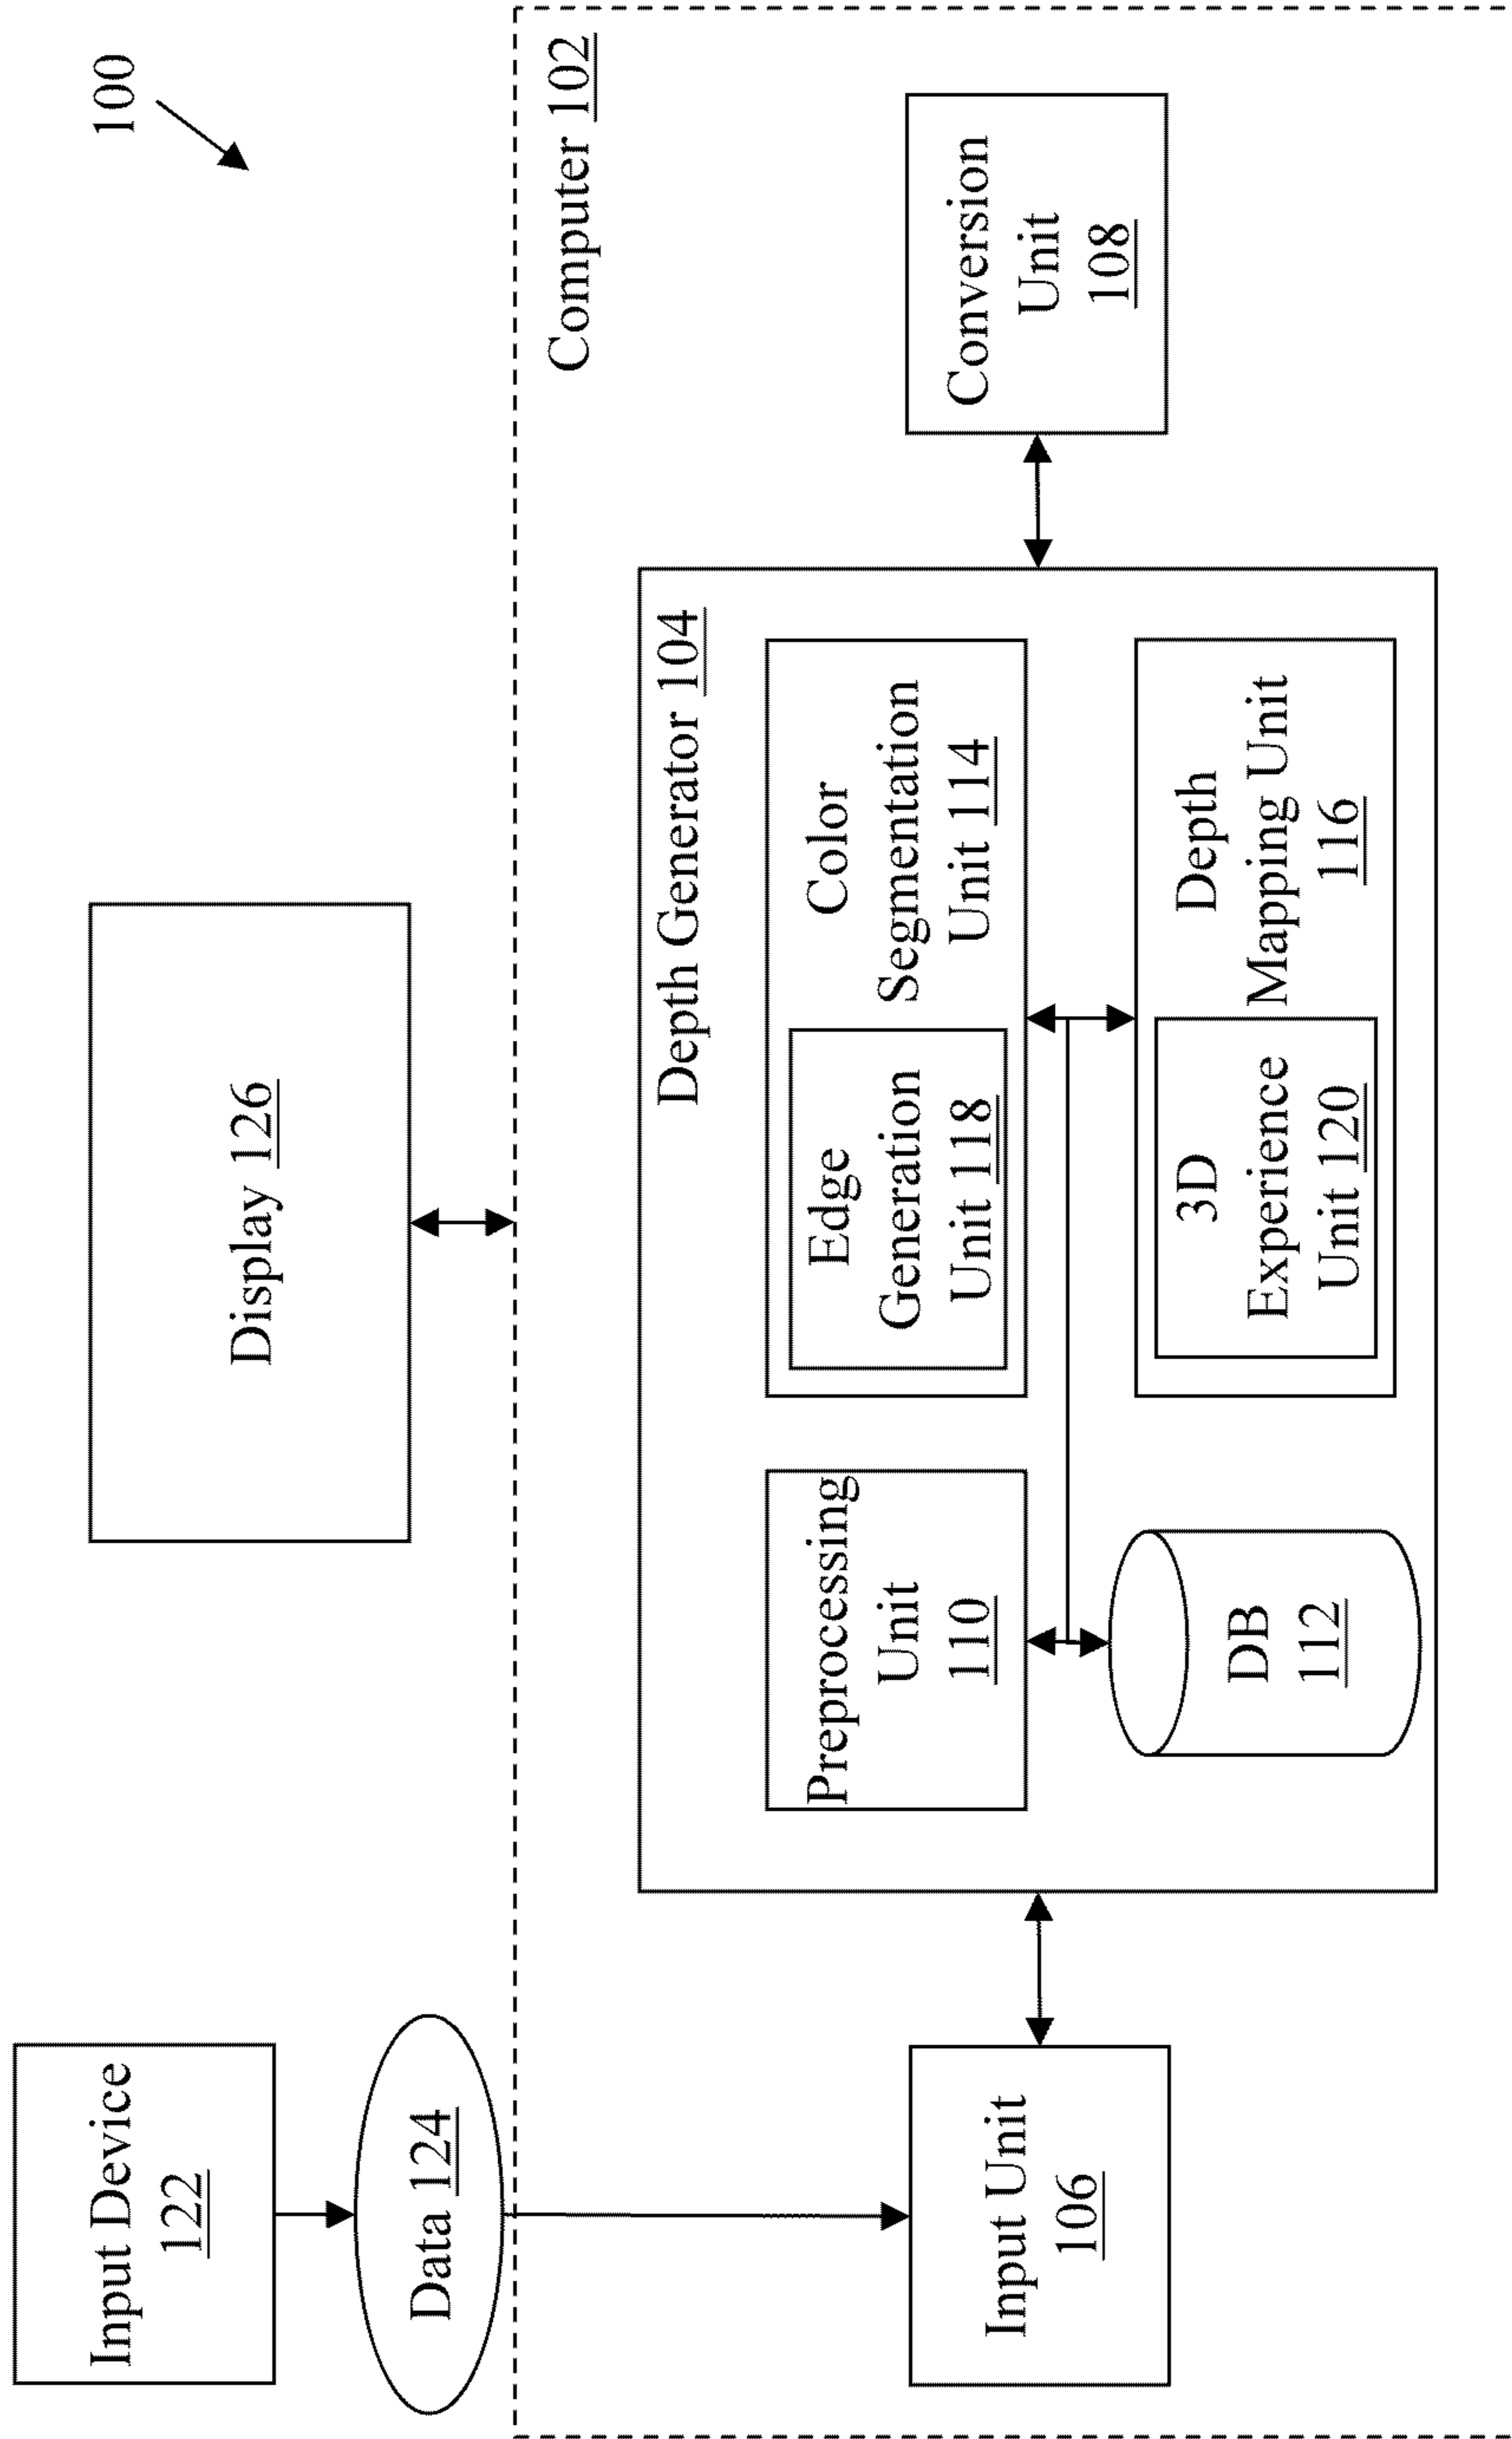 100
Input Device
122
Data 124
Display 126
Computer 102
Input Unit
106
Depth Generator 104
Preprocessing
Unit
110
DB
112
Edge
Generation
Unit 118
Color
Segmentation
Unit 114
3D
Experience
Unit 120
Depth
Mapping Unit
116
Conversion
Unit
108